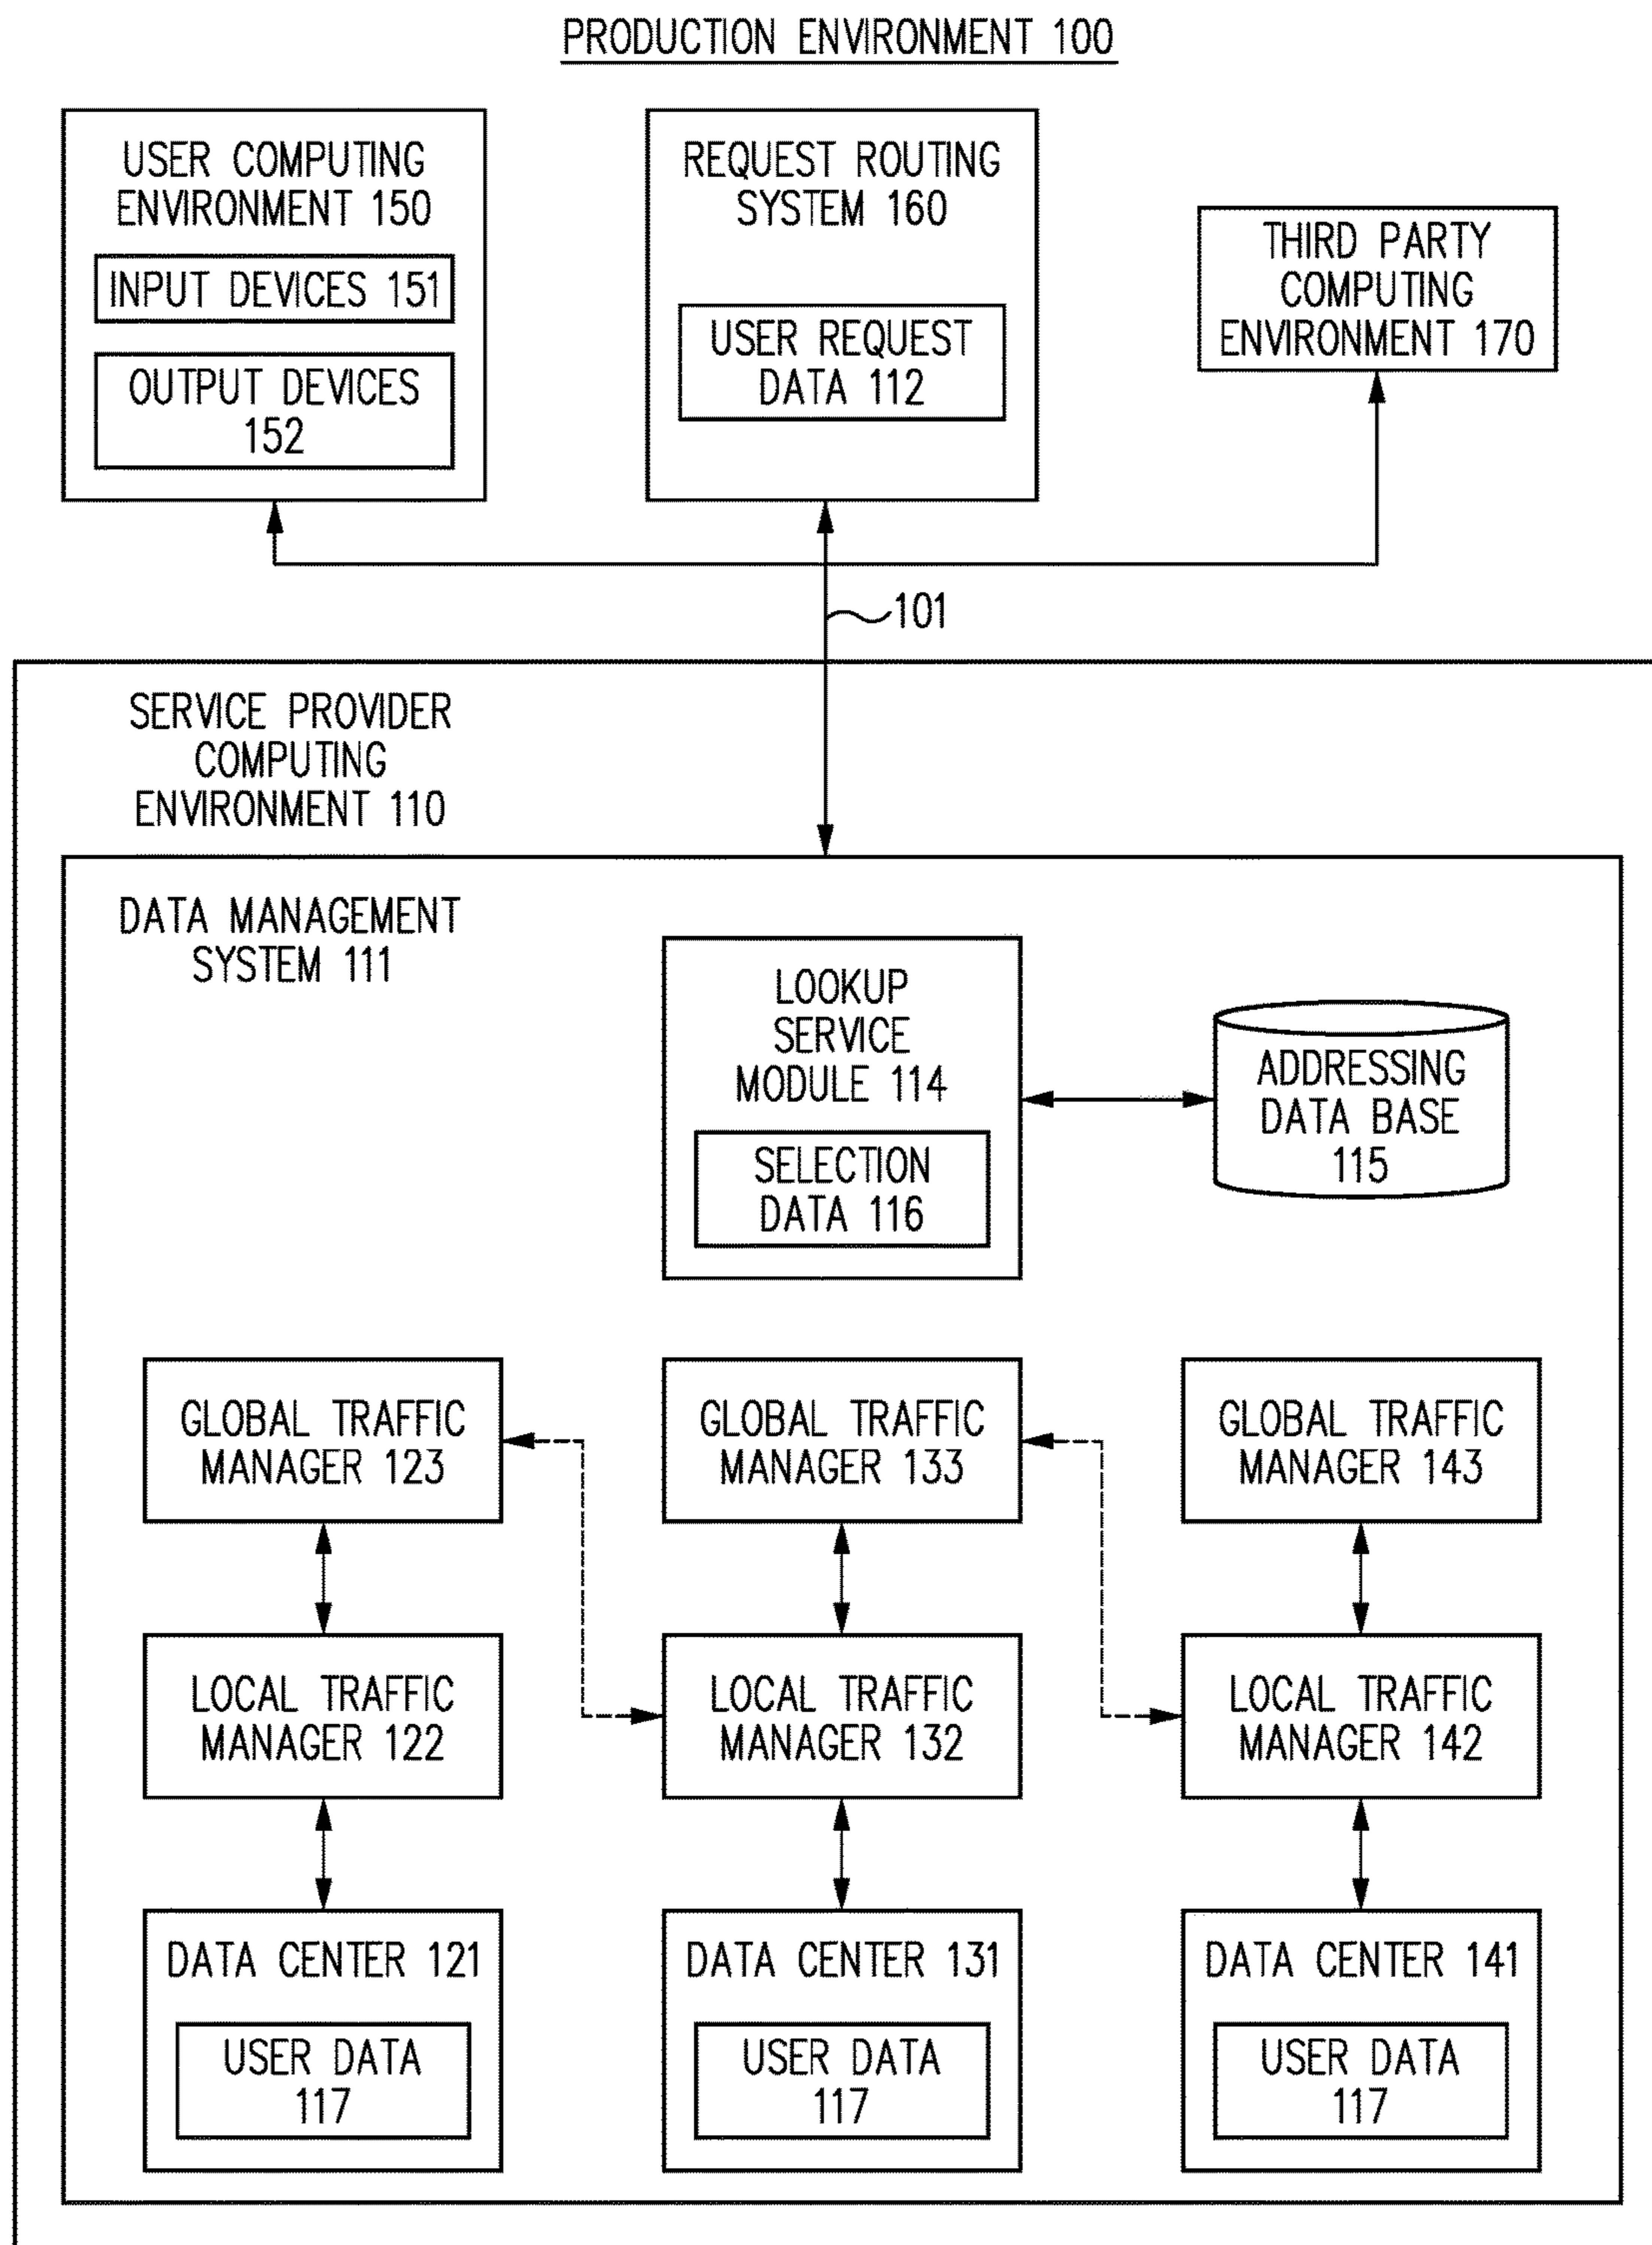 PRODUCTION ENVIRONMENT 100
USER COMPUTING
ENVIRONMENT 150
INPUT DEVICES 151
OUTPUT DEVICES
152
REQUEST ROUTING
SYSTEM 160
USER REQUEST
DATA 112
THIRD PARTY
COMPUTING
ENVIRONMENT 170
101
SERVICE PROVIDER
COMPUTING
ENVIRONMENT 110
DATA MANAGEMENT
SYSTEM 111
LOOKUP
SERVICE
MODULE 114
SELECTION
DATA 116
ADDRESSING
DATA BASE
115
GLOBAL TRAFFIC
MANAGER 123
GLOBAL TRAFFIC
MANAGER 133
GLOBAL TRAFFIC
MANAGER 143
LOCAL TRAFFIC
MANAGER 122
LOCAL TRAFFIC
MANAGER 132
LOCAL TRAFFIC
MANAGER 142
DATA CENTER 121
USER DATA
117
DATA CENTER 131
USER DATA
117
DATA CENTER 141
USER DATA
117